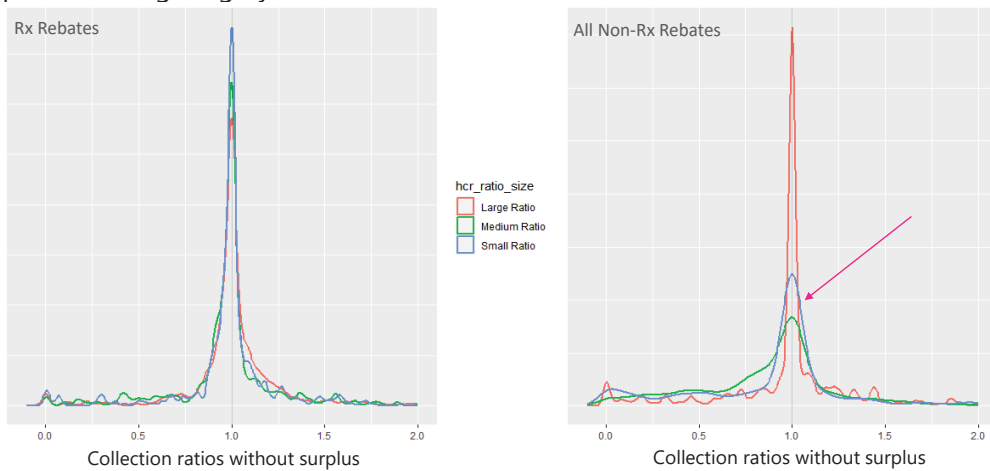 Rx Rebates
0.0
0.5
1.0
1.5
2.0
Collection ratios without surplus
hcr_ratio_size
Large Ratio
Medium Ratio
Small Ratio
All Non-Rx Rebates
0.0
0.5
1.0
1.5
2.0
Collection ratios without surplus